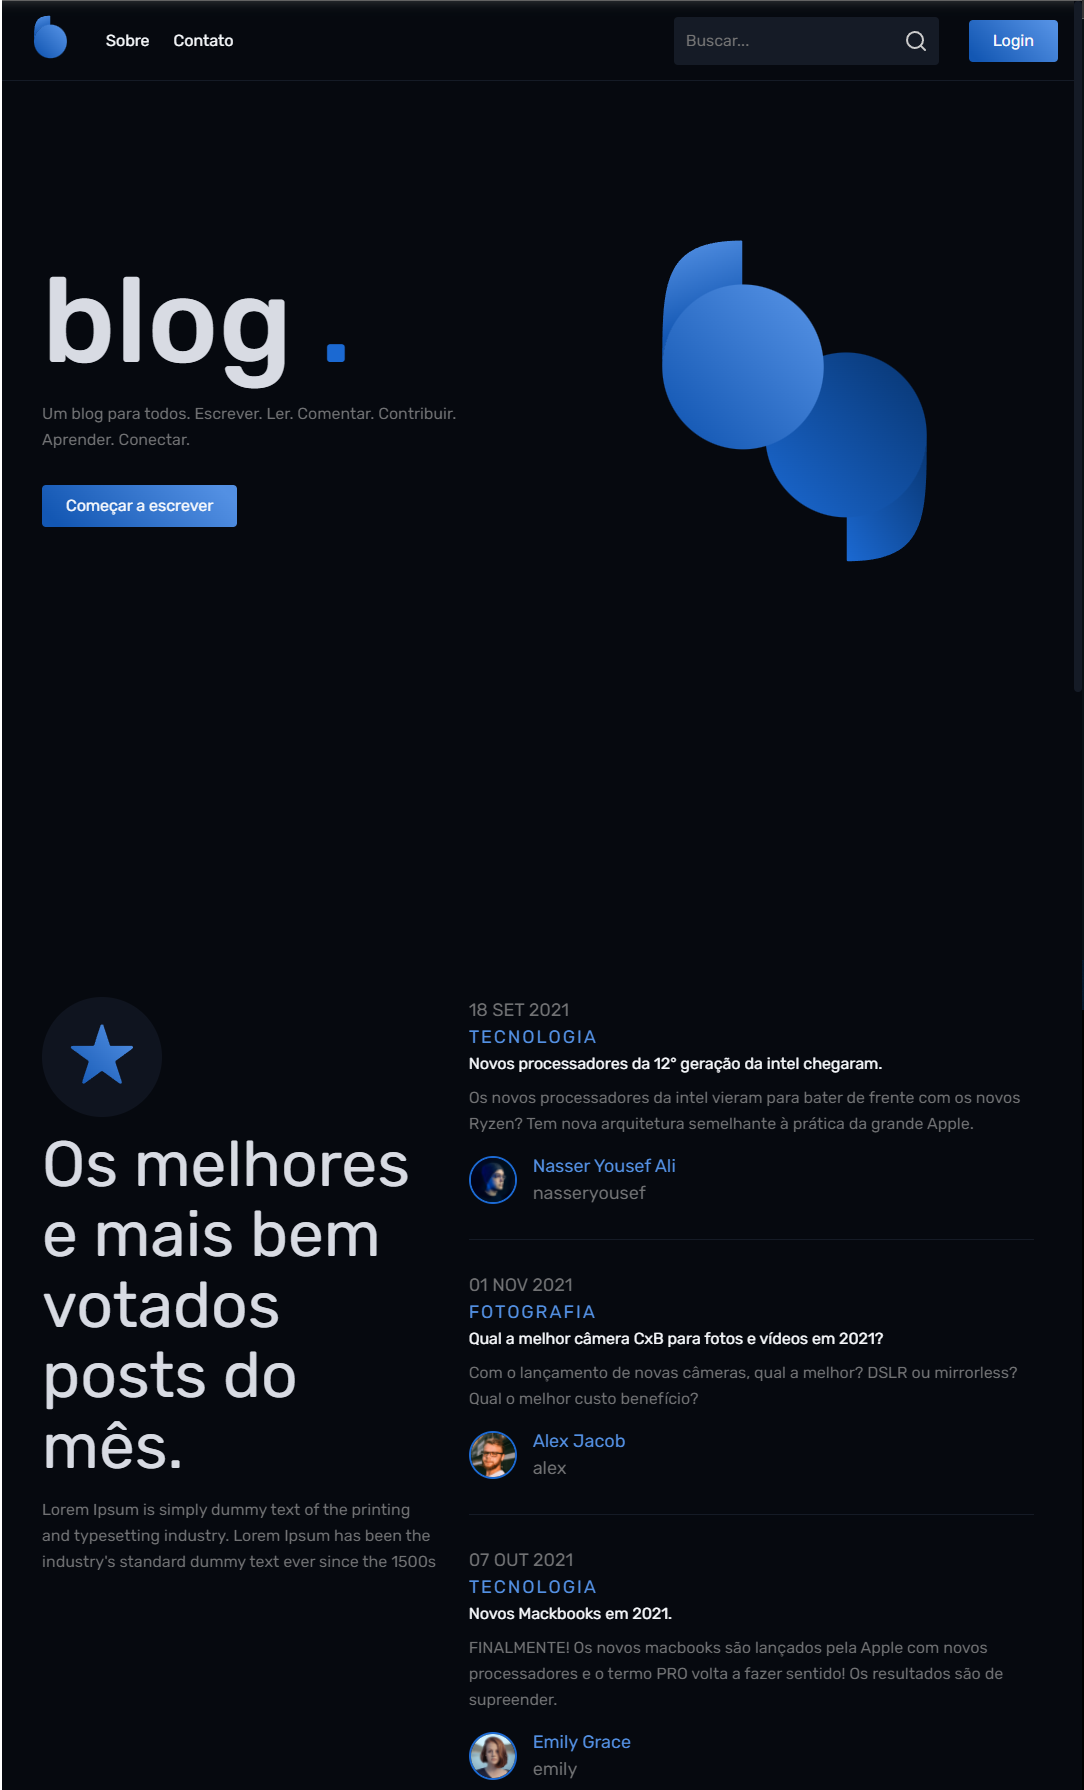 Sobre Contato Buscar... Login
blog .
Um blog para todos. Escrever. Ler. Comentar. Contribuir.
Aprender. Conectar.
Começar a escrever
Os melhores
e mais bem
votados
posts do
mês.
Lorem Ipsum is simply dummy text of the printing
and typesetting industry. Lorem Ipsum has been the
industry's standard dummy text ever since the 1500s
18 SET 2021
TECNOLOGIA
Novos processadores da 12° geração da intel chegaram.
Os novos processadores da intel vieram para bater de frente com os novos
Ryzen? Tem nova arquitetura semelhante à prática da grande Apple.
Nasser Yousef Ali
nasseryousef
01 NOV 2021
FOTOGRAFIA
Qual a melhor câmera CxB para fotos e vídeos em 2021?
Com o lançamento de novas câmeras, qual a melhor? DSLR ou mirrorless?
Qual o melhor custo benefício?
Alex Jacob
alex
07 OUT 2021
TECNOLOGIA
Novos Mackbooks em 2021.
FINALMENTE! Os novos macbooks são lançados pela Apple com novos
processadores e o termo PRO volta a fazer sentido! Os resultados são de
supreender.
Emily Grace
emily